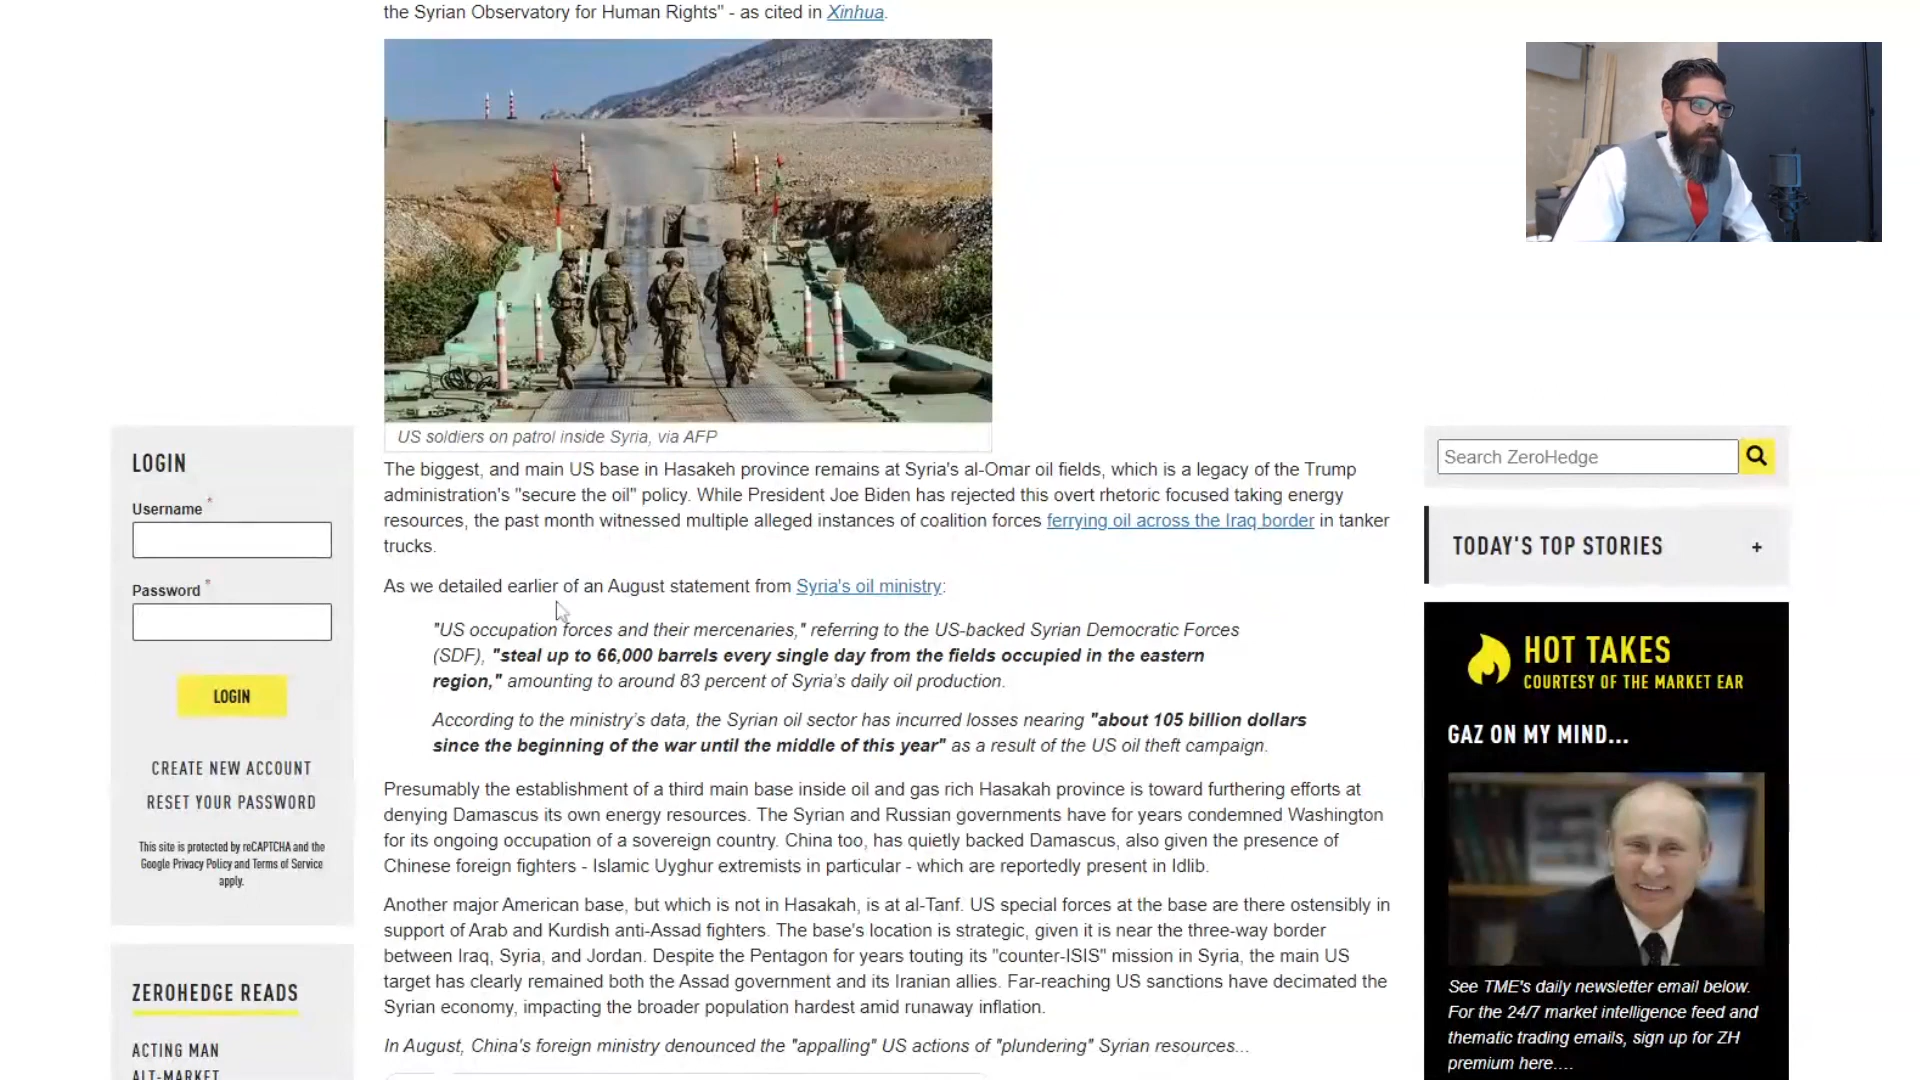 the Syrian Observatory for Human Rights" - as cited in Xinhua.
US soldiers on patrol inside Syria, via AFP
The biggest, and main US base in Hasakeh province remains at Syria's al-Omar oil fields, which is a legacy of the Trump
administration's "secure the oil" policy. While President Joe Biden has rejected this overt rhetoric focused taking energy
resources, the past month witnessed multiple alleged instances of coalition forces ferrying oil across the Iraq border in tanker
trucks.
As we detailed earlier of an August statement from Syria's oil ministry:
"US occupation forces and their mercenaries," referring to the US-backed Syrian Democratic Forces
(SDF), "steal up to 66,000 barrels every single day from the fields occupied in the eastern
region," amounting to around 83 percent of Syria's daily oil production.
According to the ministry's data, the Syrian oil sector has incurred losses nearing "about 105 billion dollars
since the beginning of the war until the middle of this year" as a result of the US oil theft campaign.
Presumably the establishment of a third main base inside oil and gas rich Hasakah province is toward furthering efforts at
denying Damascus its own energy resources. The Syrian and Russian governments have for years condemned Washington
for its ongoing occupation of a sovereign country. China too, has quietly backed Damascus, also given the presence of
Chinese foreign fighters - Islamic Uyghur extremists in particular - which are reportedly present in Idlib.
Another major American base, but which is not in Hasakah, is at al-Tanf. US special forces at the base are there ostensibly in
support of Arab and Kurdish anti-Assad fighters. The base's location is strategic, given it is near the three-way border
between Iraq, Syria, and Jordan. Despite the Pentagon for years touting its "counter-ISIS" mission in Syria, the main US
target has clearly remained both the Assad government and its Iranian allies. Far-reaching US sanctions have decimated the
Syrian economy, impacting the broader population hardest amid runaway inflation.
In August, China's foreign ministry denounced the "appalling" US actions of "plundering" Syrian resources...
LOGIN
Username *
Password *
LOGIN
CREATE NEW ACCOUNT
RESET YOUR PASSWORD
This site is protected by reCAPTCHA and the
Google Privacy Policy and Terms of Service
apply.
ZEROHEDGE READS
ACTING MAN
ALT-MARKET
Search ZeroHedge
TODAY'S TOP STORIES +
HOT TAKES
COURTESY OF THE MARKET EAR
GAZ ON MY MIND...
See TME's daily newsletter email below.
For the 24/7 market intelligence feed and
thematic trading emails, sign up for ZH
premium here....